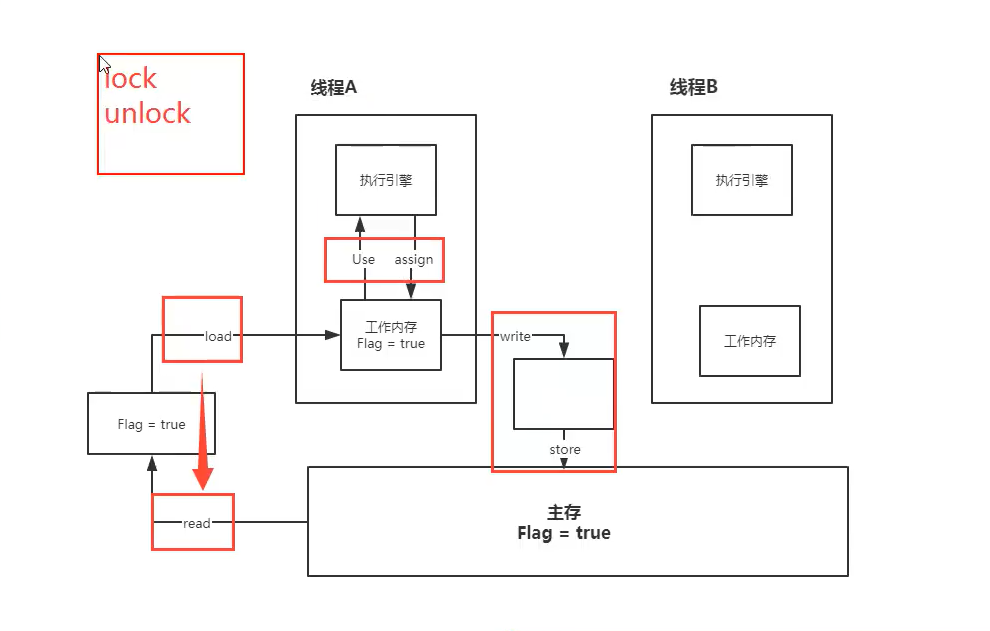 lock
unlock
线程A
线程B
执行引擎
执行引擎
Use
assign
工作内存
Flag = true
工作内存
load
write
Flag = true
store
read
主存
Flag = true